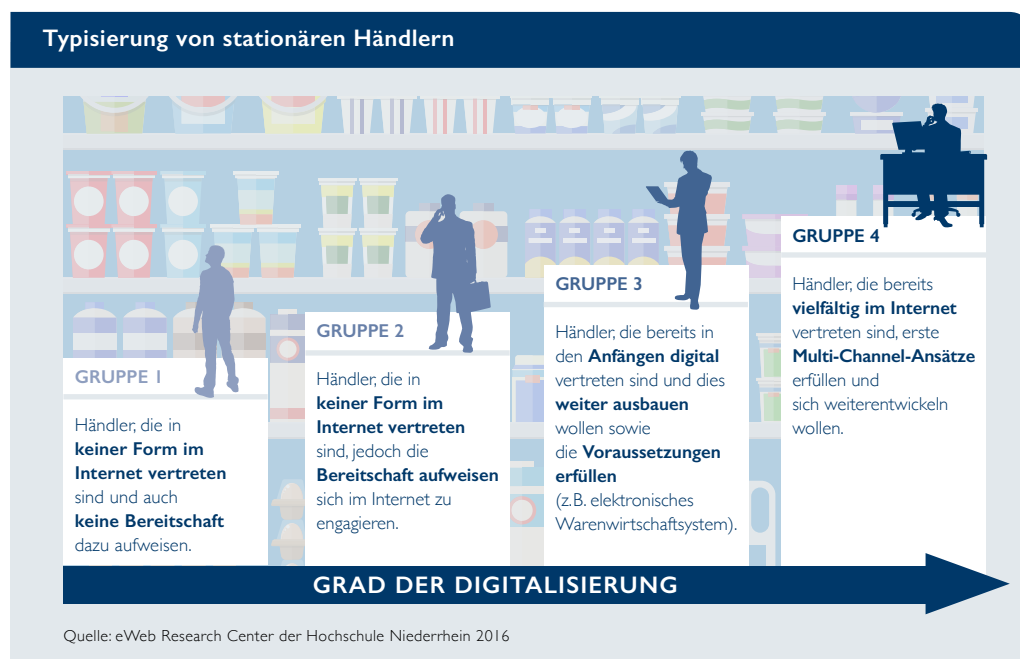 Typisierung von stationären Händlern
GRUPPE 1
Händler, die in
keiner Form im
Internet vertreten
sind und auch
keine Bereitschaft
dazu aufweisen.
GRUPPE 2
Händler, die in
keiner Form im
Internet vertreten
sind, jedoch die
Bereitschaft aufweisen
sich im Internet zu
engagieren.
GRUPPE 3
Händler, die bereits in
den Anfängen digital
vertreten sind und dies
weiter ausbauen
wollen sowie
die Voraussetzungen
erfüllen
(z.B. elektronisches
Warenwirtschaftsystem).
GRUPPE 4
Händler, die bereits
vielfältig im Internet
vertreten sind, erste
Multi-Channel-Ansätze
erfüllen und
sich weiterentwickeln
wollen.
GRAD DER DIGITALISIERUNG
Quelle: eWeb Research Center der Hochschule Niederrhein 2016